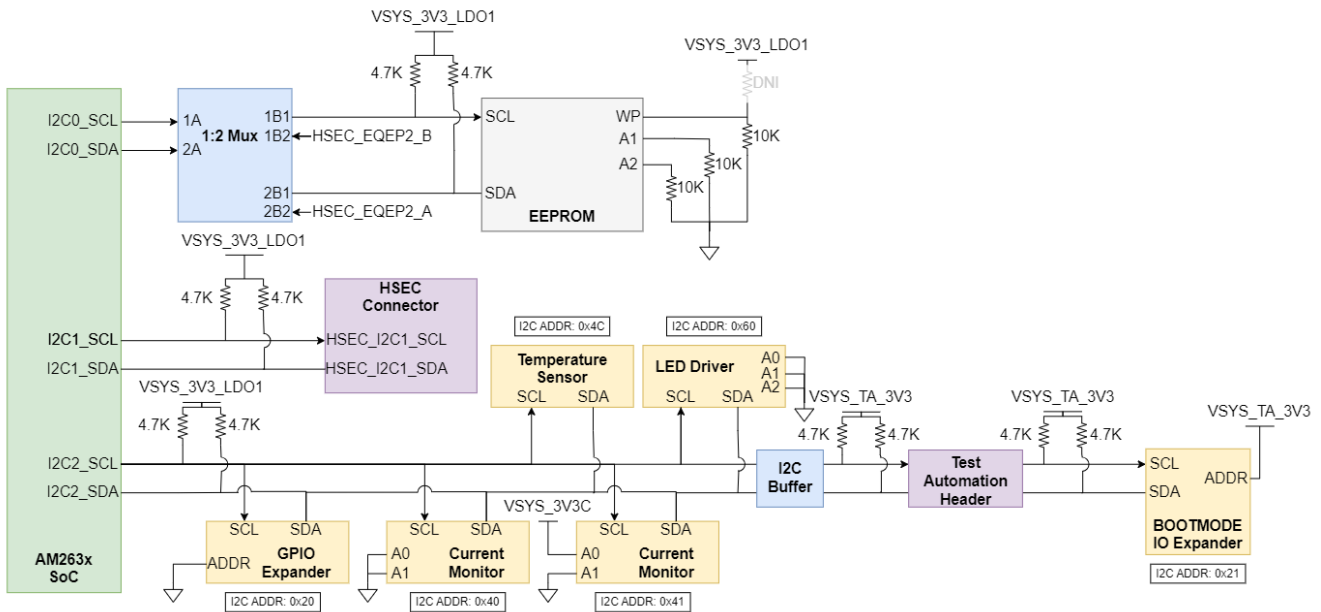 VSYS_3V3_LDO1
4.7K
4.7K
VSYS_3V3_LDO1
DNI
10K
10K
10K
I2C0_SCL
I2C0_SDA
1A
2A
1:2 Mux
1B1
1B2
2B1
2B2
HSEC_EQEP2_B
HSEC_EQEP2_A
SCL
SDA
WP
A1
A2
EEPROM
VSYS_3V3_LDO1
4.7K
4.7K
HSEC
Connector
I2C1_SCL
I2C1_SDA
HSEC_I2C1_SCL
HSEC_I2C1_SDA
VSYS_3V3_LDO1
4.7K
4.7K
I2C ADDR: 0x4C
Temperature
Sensor
SCL
SDA
I2C ADDR: 0x60
LED Driver
A0
A1
A2
SCL
SDA
VSYS_TA_3V3
4.7K
4.7K
VSYS_TA_3V3
4.7K
4.7K
VSYS_TA_3V3
I2C2_SCL
I2C2_SDA
I2C
Buffer
Test
Automation
Header
SCL
SDA
ADDR
BOOTMODE
IO Expander
I2C ADDR: 0x21
SCL
SDA
ADDR
GPIO
Expander
I2C ADDR: 0x20
SCL
SDA
A0
A1
Current
Monitor
I2C ADDR: 0x40
VSYS_3V3C
SCL
SDA
A0
A1
Current
Monitor
I2C ADDR: 0x41
AM263x
SoC